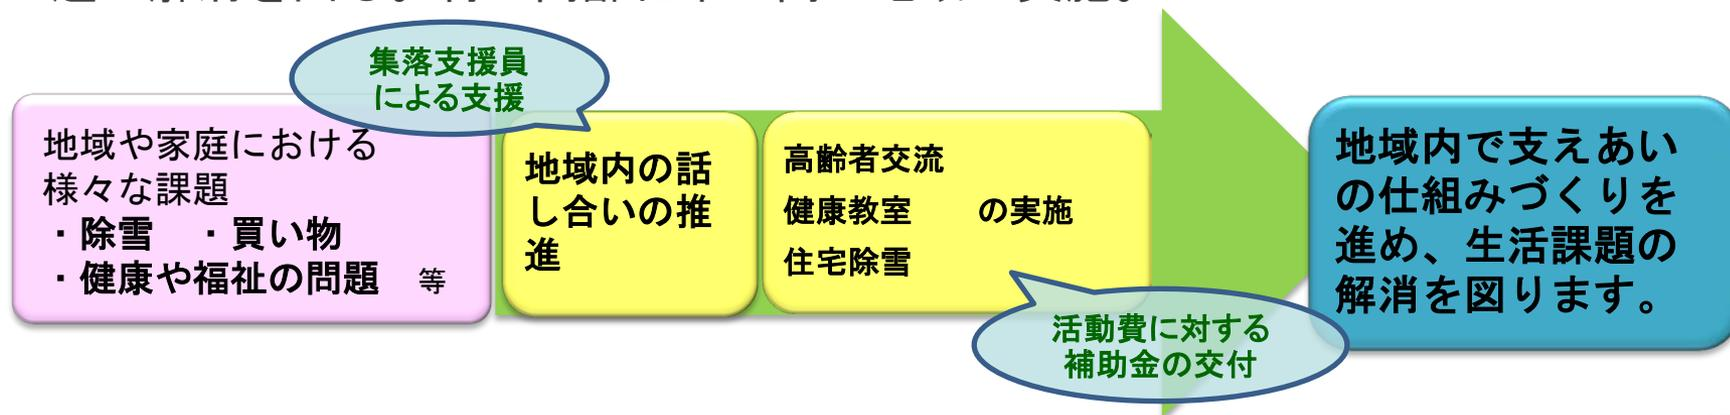 集落支援員
による支援
地域や家庭における
様々な課題
・除雪　・買い物
・健康や福祉の問題　等
地域内の話
し合いの推
進
高齢者交流
健康教室　　の実施
住宅除雪
活動費に対する
補助金の交付
地域内で支えあい
の仕組みづくりを
進め、生活課題の
解消を図ります。